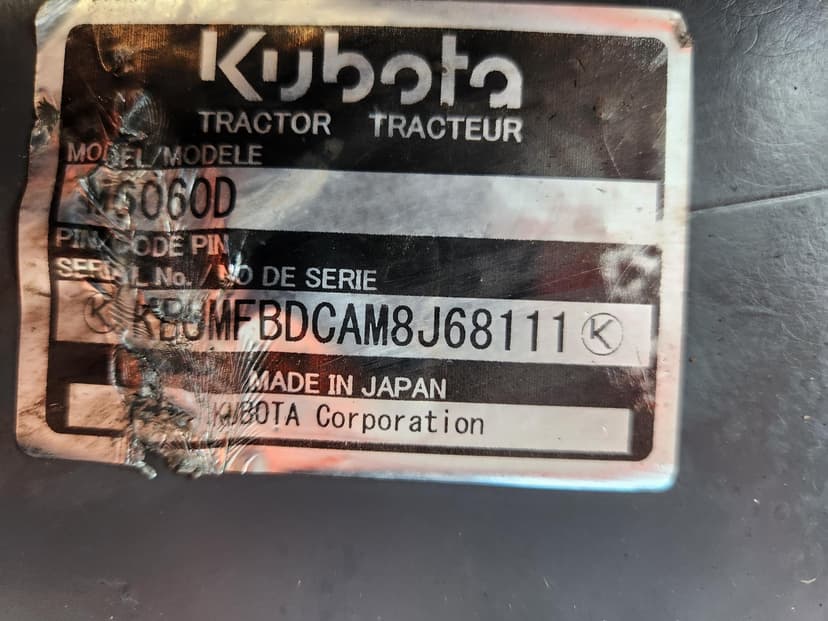 Kubota
TRACTOR TRACTEUR
MODEL/MODELE
M6060D
PIN/CODE PIN
SERIAL No. / NO DE SERIE
KBUMFBDCAM8J68111
MADE IN JAPAN
KUBOTA Corporation